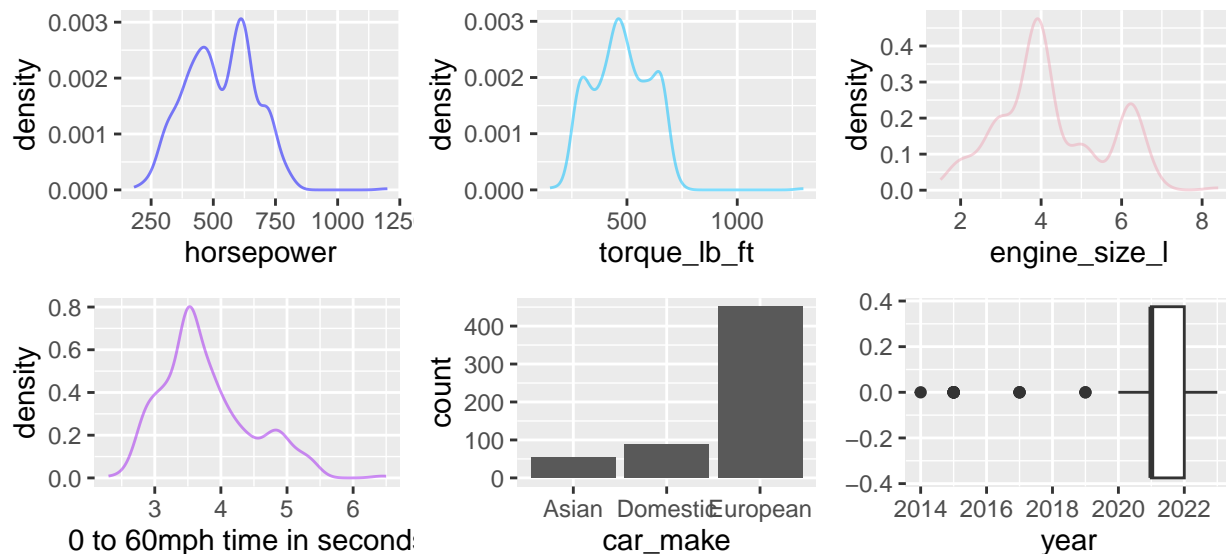 density
0.003
0.002
0.001
0.000
250 500 750 1000 125
horsepower
density
0.003
0.002
0.001
0.000
500 1000
torque_lb_ft
density
0.4
0.3
0.2
0.1
0.0
2 4 6 8
engine_size_l
density
0.8
0.6
0.4
0.2
0.0
3 4 5 6
0 to 60mph time in seconds
count
400
300
200
100
0
Asian Domestic European
car_make
0.4
0.2
0.0
−0.2
−0.4
2014 2016 2018 2020 2022
year